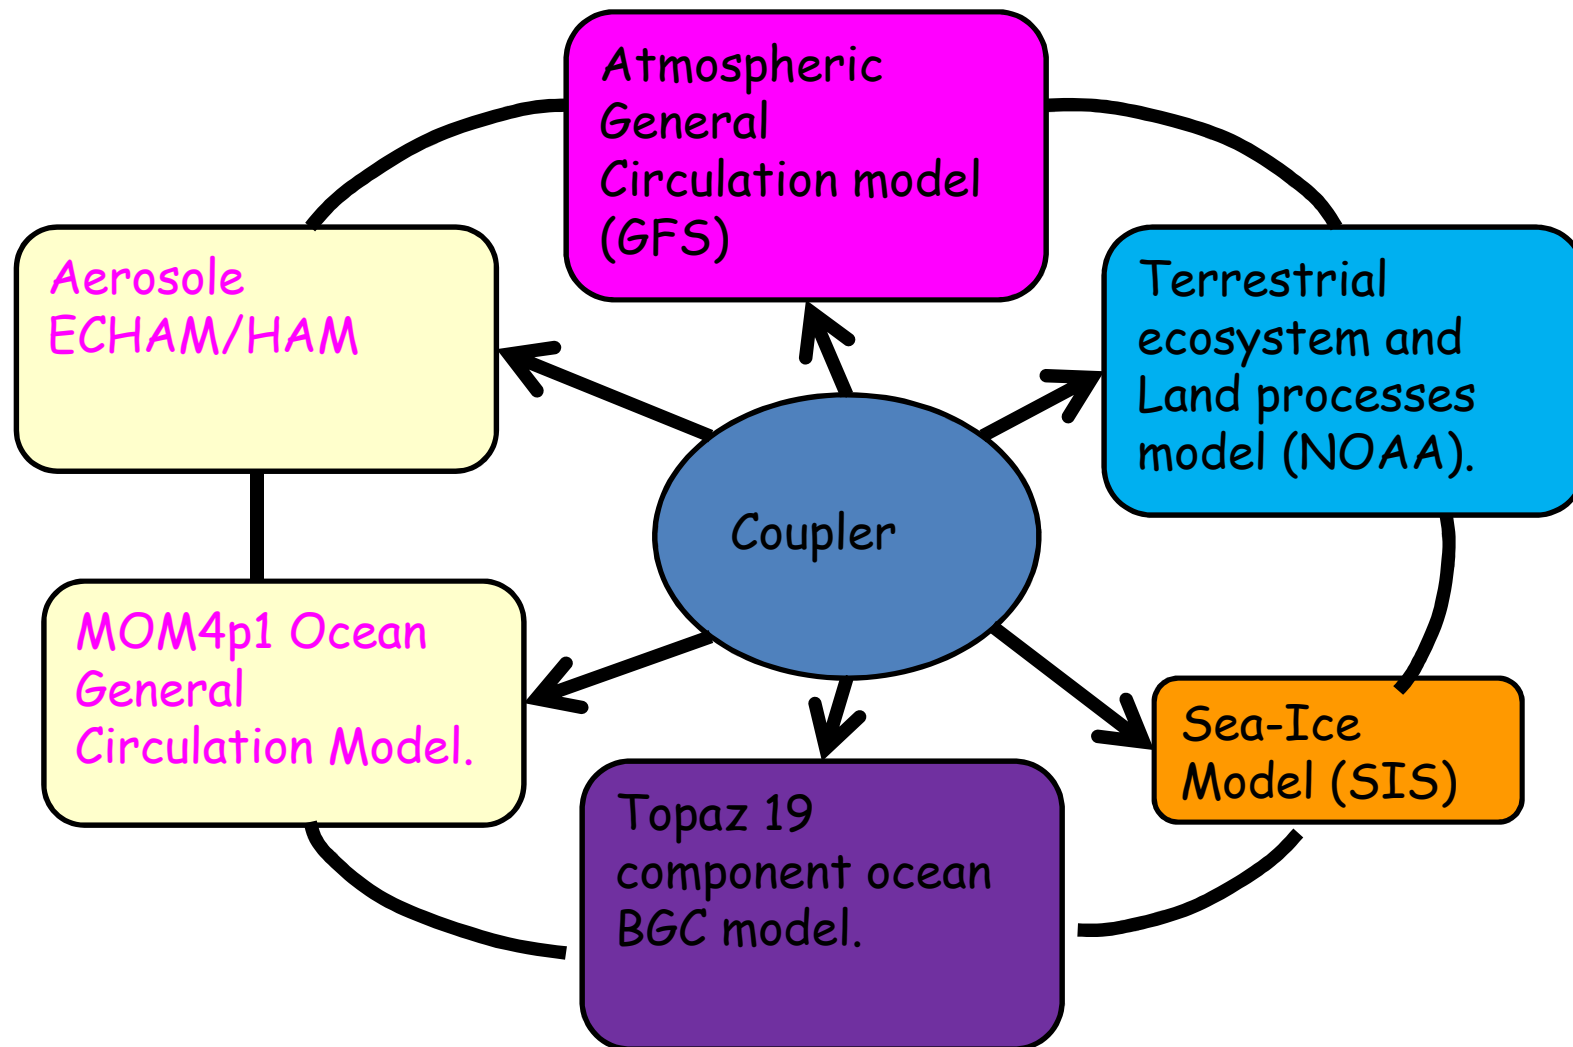 Atmospheric
General
Circulation model
(GFS)
Aerosole
ECHAM/HAM
Terrestrial
ecosystem and
Land processes
model (NOAA).
Coupler
MOM4p1 Ocean
General
Circulation Model.
Sea-Ice
Model (SIS)
Topaz 19
component ocean
BGC model.